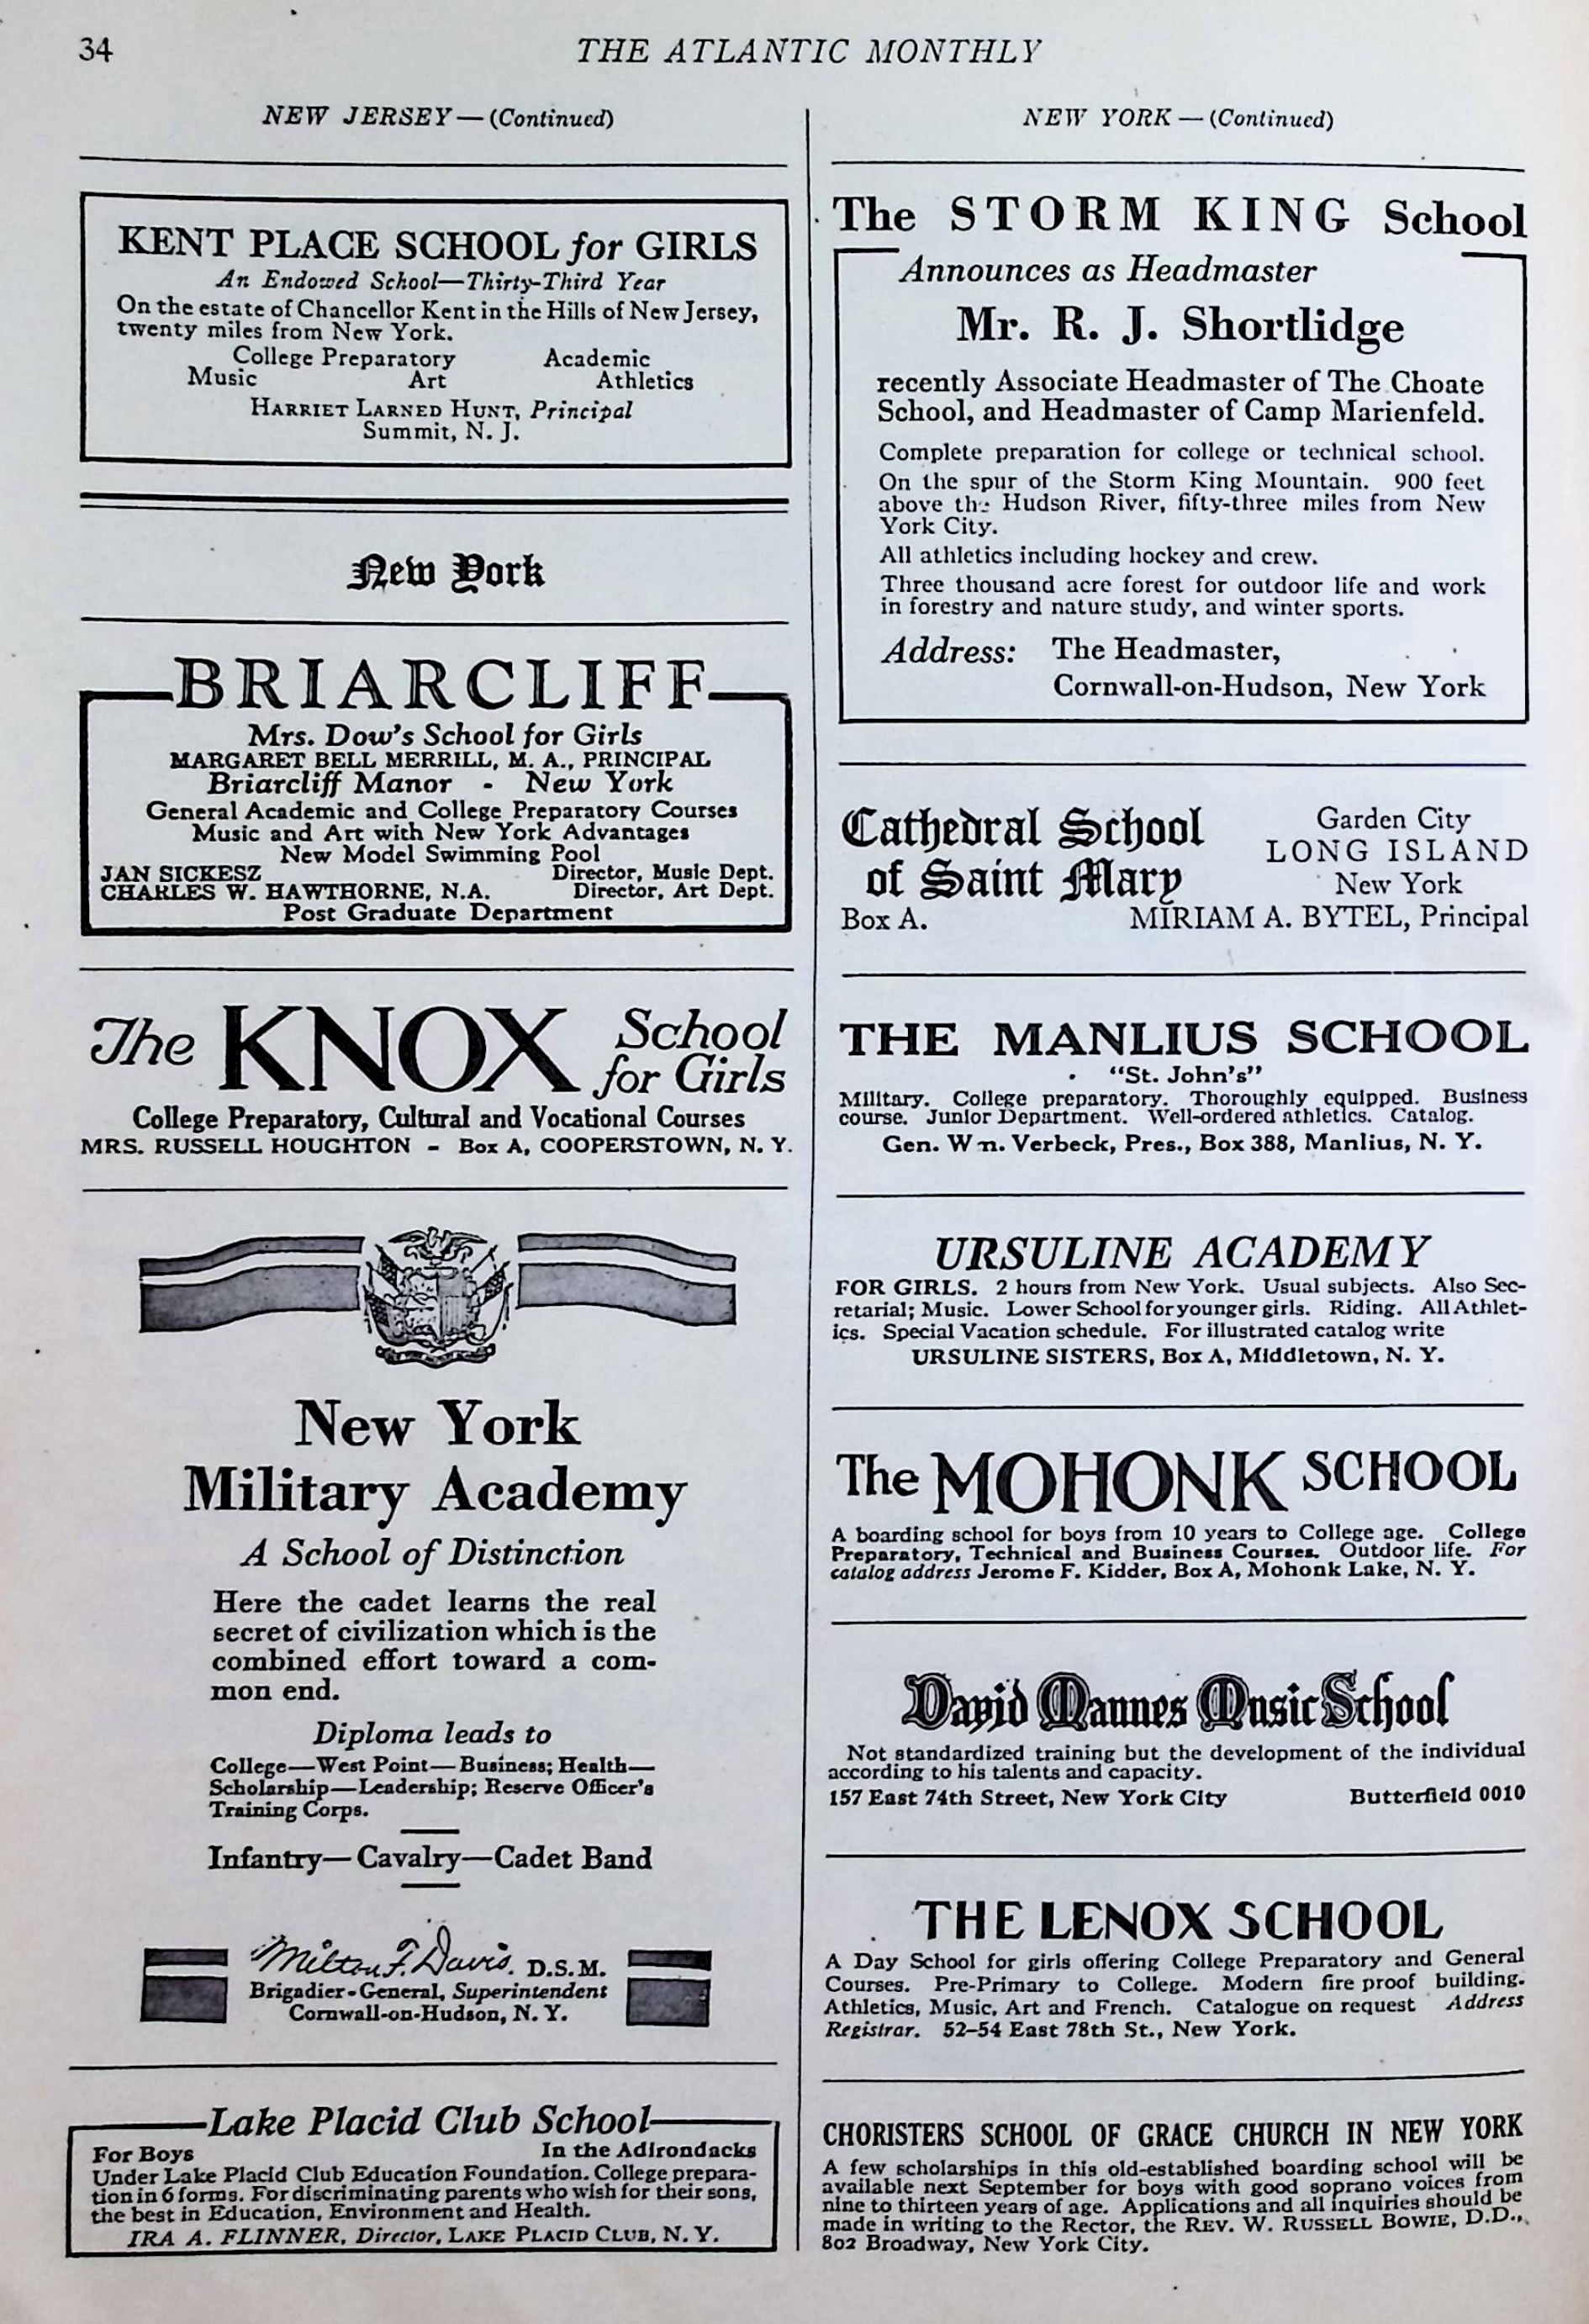 34
THE ATLANTIC MONTHLY
NEW JERSEY — (Continued)
KENT PLACE SCHOOL for GIRLS
An Endowed School—Thirty-Third Year
On the estate of Chancellor Kent in the Hills of New Jersey,
twenty miles from New York.
College Preparatory Academic
Music Art Athletics
HARRIET LARNED HUNT, Principal
Summit, N. J.
New York
BRIARCLIFF
Mrs. Dow's School for Girls
MARGARET BELL MERRILL, M. A., PRINCIPAL
Briarcliff Manor - New York
General Academic and College Preparatory Courses
Music and Art with New York Advantages
New Model Swimming Pool
JAN SICKESZ Director, Music Dept.
CHARLES W. HAWTHORNE, N.A. Director, Art Dept.
Post Graduate Department
The KNOX School
for Girls
College Preparatory, Cultural and Vocational Courses
MRS. RUSSELL HOUGHTON - Box A, COOPERSTOWN, N. Y.
New York
Military Academy
A School of Distinction
Here the cadet learns the real
secret of civilization which is the
combined effort toward a com-
mon end.
Diploma leads to
College—West Point—Business; Health—
Scholarship—Leadership; Reserve Officer's
Training Corps.
Infantry—Cavalry—Cadet Band
Milton F. Davis. D.S.M.
Brigadier-General, Superintendent
Cornwall-on-Hudson, N. Y.
Lake Placid Club School
For Boys In the Adirondacks
Under Lake Placid Club Education Foundation. College prepara-
tion in 6 forms. For discriminating parents who wish for their sons,
the best in Education, Environment and Health.
IRA A. FLINNER, Director, LAKE PLACID CLUB, N. Y.
NEW YORK — (Continued)
The STORM KING School
Announces as Headmaster
Mr. R. J. Shortlidge
recently Associate Headmaster of The Choate
School, and Headmaster of Camp Marienfeld.
Complete preparation for college or technical school.
On the spur of the Storm King Mountain. 900 feet
above the Hudson River, fifty-three miles from New
York City.
All athletics including hockey and crew.
Three thousand acre forest for outdoor life and work
in forestry and nature study, and winter sports.
Address: The Headmaster,
Cornwall-on-Hudson, New York
Cathedral School
of Saint Mary
Garden City
LONG ISLAND
New York
Box A. MIRIAM A. BYTEL, Principal
THE MANLIUS SCHOOL
"St. John's"
Military. College preparatory. Thoroughly equipped. Business
course. Junior Department. Well-ordered athletics. Catalog.
Gen. Wm. Verbeck, Pres., Box 388, Manlius, N. Y.
URSULINE ACADEMY
FOR GIRLS. 2 hours from New York. Usual subjects. Also Sec-
retarial; Music. Lower School for younger girls. Riding. All Athlet-
ics. Special Vacation schedule. For illustrated catalog write
URSULINE SISTERS, Box A, Middletown, N. Y.
The MOHONK SCHOOL
A boarding school for boys from 10 years to College age. College
Preparatory, Technical and Business Courses. Outdoor life. For
catalog address Jerome F. Kidder, Box A, Mohonk Lake, N. Y.
David Mannes Music School
Not standardized training but the development of the individual
according to his talents and capacity.
157 East 74th Street, New York City Butterfield 0010
THE LENOX SCHOOL
A Day School for girls offering College Preparatory and General
Courses. Pre-Primary to College. Modern fire proof building.
Athletics, Music, Art and French. Catalogue on request Address
Registrar. 52-54 East 78th St., New York.
CHORISTERS SCHOOL OF GRACE CHURCH IN NEW YORK
A few scholarships in this old-established boarding school will be
available next September for boys with good soprano voices from
nine to thirteen years of age. Applications and all inquiries should be
made in writing to the Rector, the REV. W. RUSSELL BOWIE, D.D.,
802 Broadway, New York City.